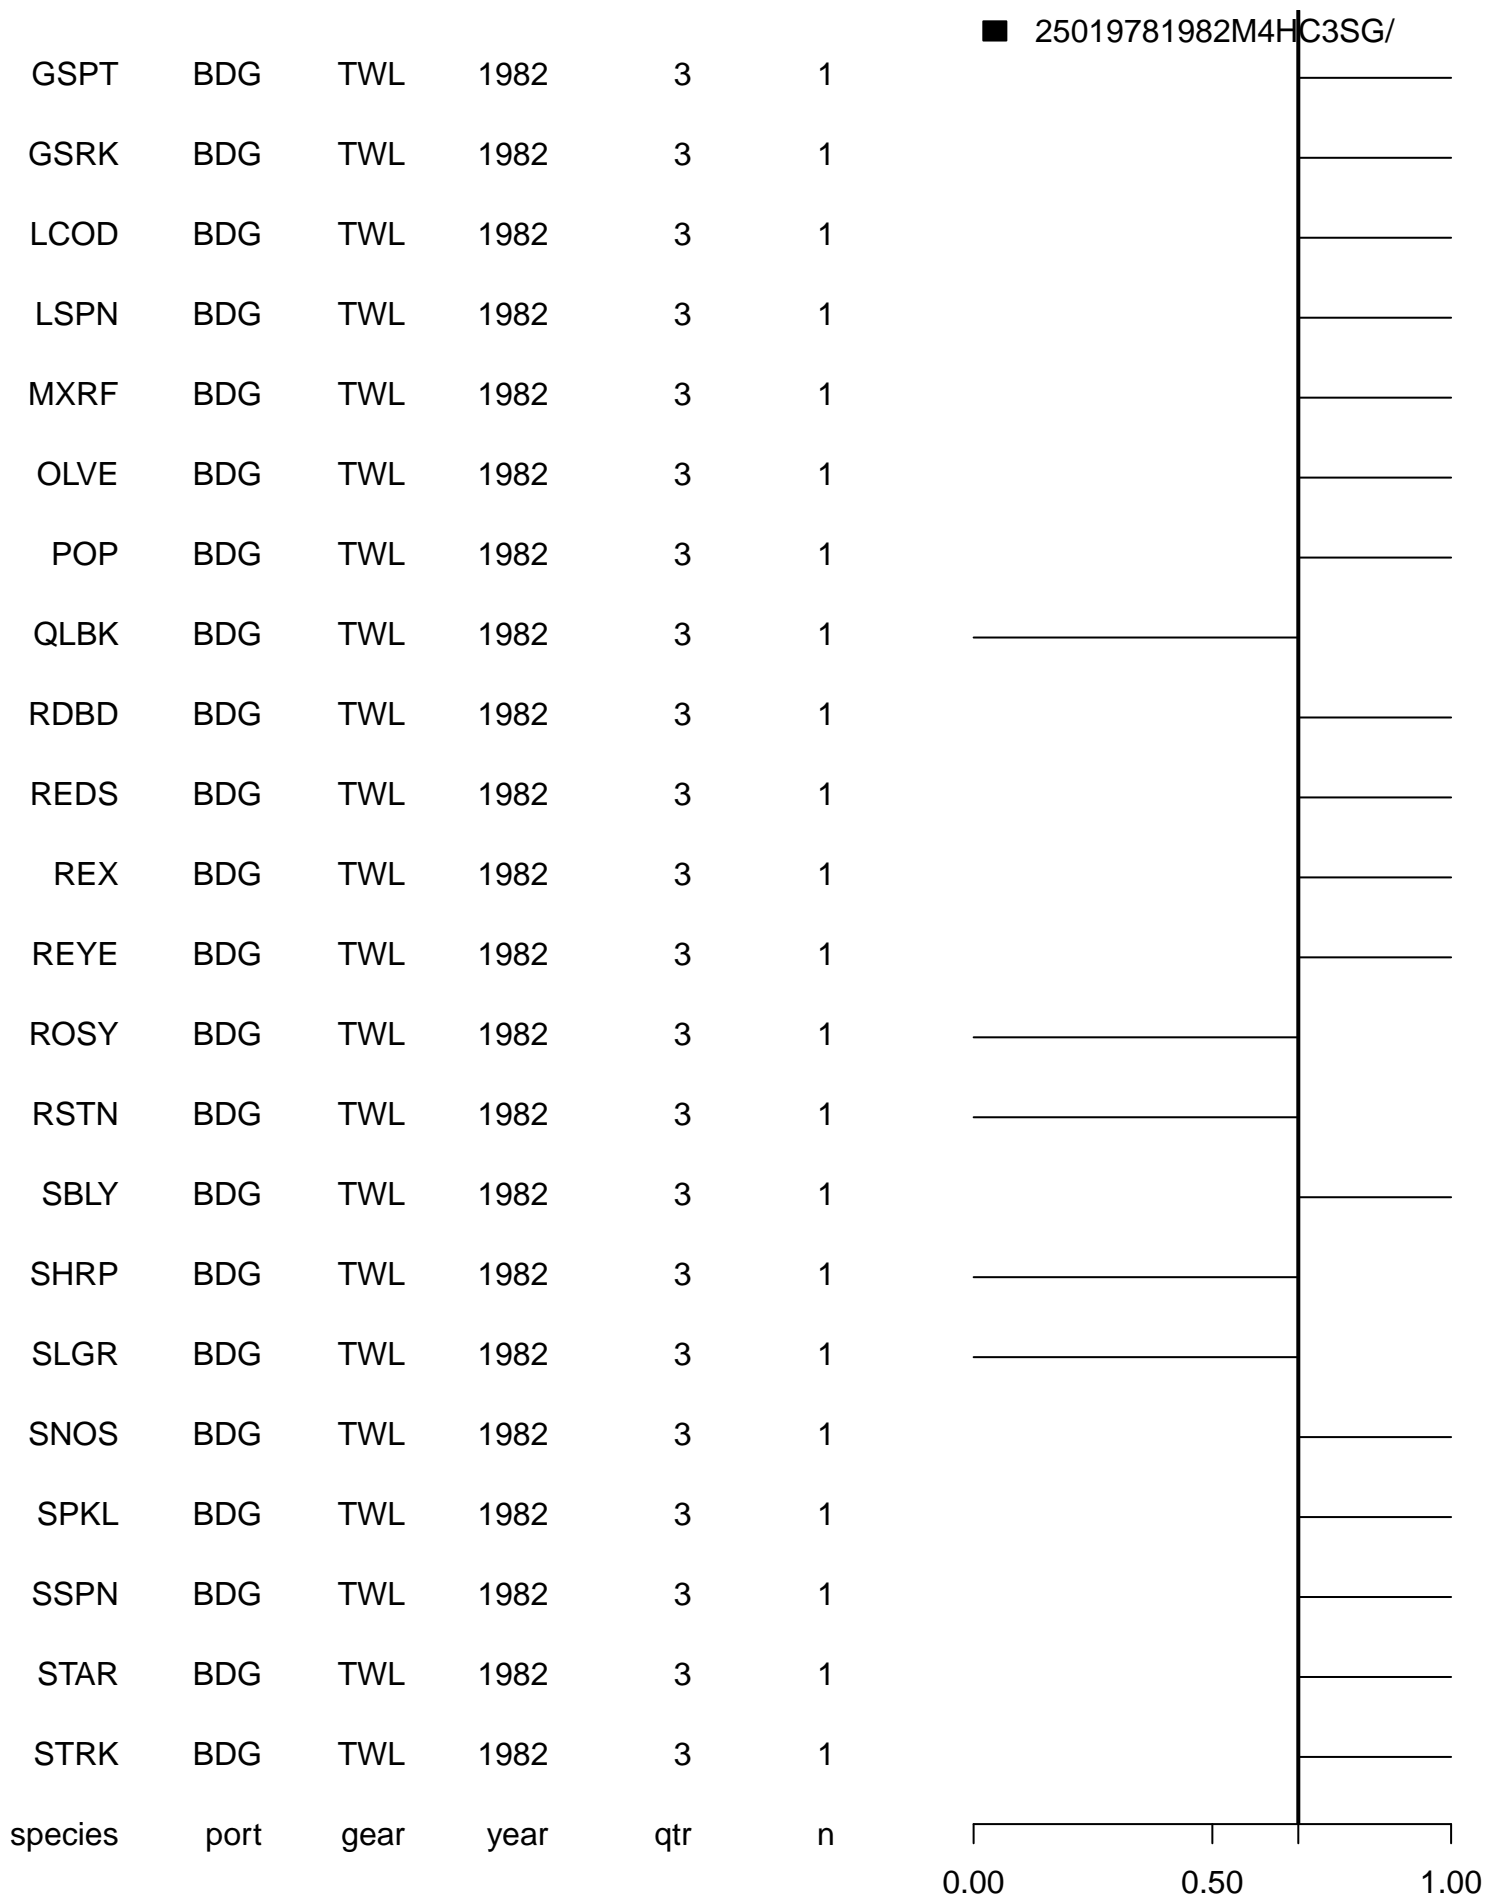 25019781982M4HC3SG/
GSPT BDG TWL 1982 3 1
GSRK BDG TWL 1982 3 1
LCOD BDG TWL 1982 3 1
LSPN BDG TWL 1982 3 1
MXRF BDG TWL 1982 3 1
OLVE BDG TWL 1982 3 1
POP BDG TWL 1982 3 1
QLBK BDG TWL 1982 3 1
RDBD BDG TWL 1982 3 1
REDS BDG TWL 1982 3 1
REX BDG TWL 1982 3 1
REYE BDG TWL 1982 3 1
ROSY BDG TWL 1982 3 1
RSTN BDG TWL 1982 3 1
SBLY BDG TWL 1982 3 1
SHRP BDG TWL 1982 3 1
SLGR BDG TWL 1982 3 1
SNOS BDG TWL 1982 3 1
SPKL BDG TWL 1982 3 1
SSPN BDG TWL 1982 3 1
STAR BDG TWL 1982 3 1
STRK BDG TWL 1982 3 1
species port gear year qtr n
0.00 0.50 1.00